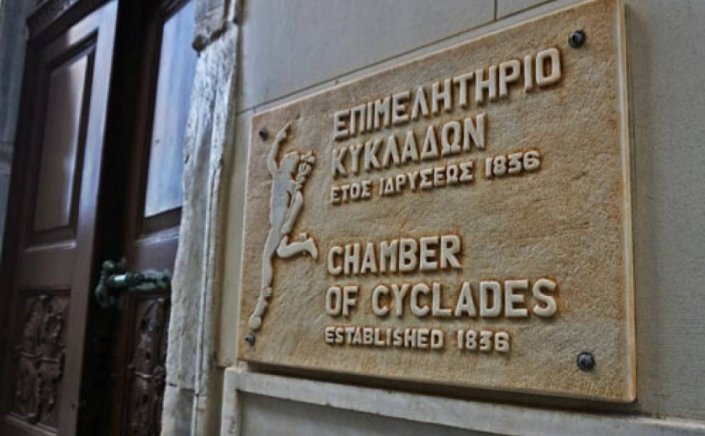 ΕΠΙΜΕΛΗΤΗΡΙΟ
ΚΥΚΛΑΔΩΝ
ΕΤΟΣ ΙΔΡΥΣΕΩΣ 1836
CHAMBER
OF CYCLADES
ESTABLISHED 1836